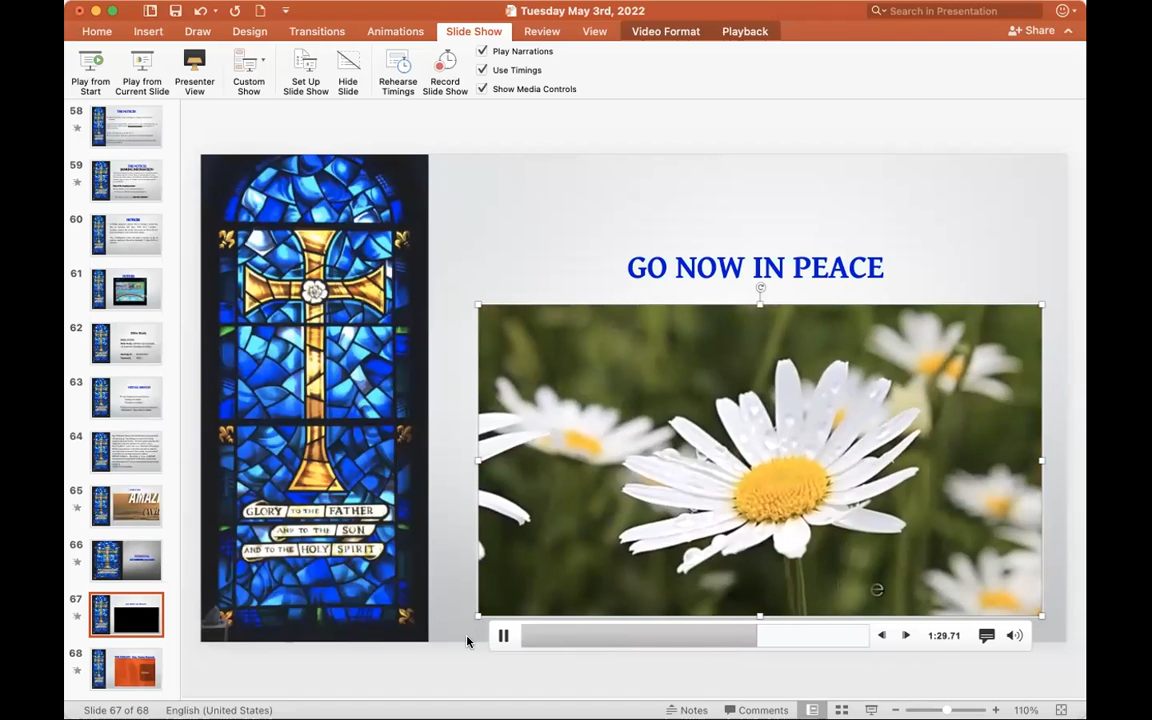 Tuesday May 3rd, 2022
Search in Presentation
Home Insert Draw Design Transitions Animations Slide Show Review View Video Format Playback Share
Play from Start
Play from Current Slide
Presenter View
Custom Show
Set Up Slide Show
Hide Slide
Rehearse Timings
Record Slide Show
Play Narrations
Use Timings
Show Media Controls
58
59
60
61
62
63
64
65
66
67
68
GO NOW IN PEACE
GLORY TO THE FATHER
AND TO THE SON
AND TO THE HOLY SPIRIT
1:29.71
Slide 67 of 68 English (United States) Notes Comments 110%